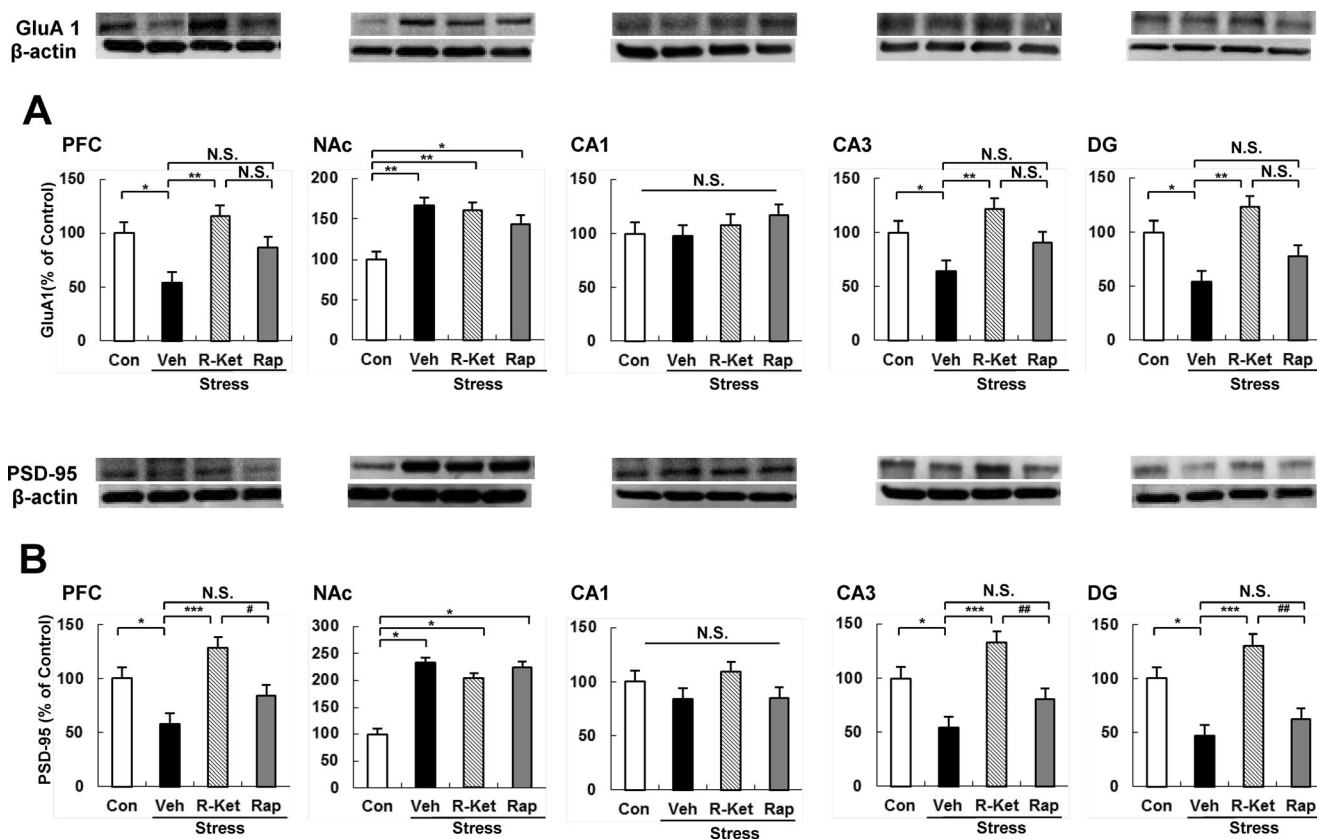 GluA 1
β-actin
A
PFC
N.S.
N.S.
*
**
GluA1(% of Control)
150
100
50
0
Con Veh R-Ket Rap
Stress
NAc
*
**
**
200
150
100
50
0
Con Veh R-Ket Rap
Stress
CA1
N.S.
150
100
50
0
Con Veh R-Ket Rap
Stress
CA3
N.S.
N.S.
*
**
150
100
50
0
Con Veh R-Ket Rap
Stress
DG
N.S.
N.S.
*
**
150
100
50
0
Con Veh R-Ket Rap
Stress
PSD-95
β-actin
B
PFC
N.S.
* *** #
PSD-95 (% of Control)
150
100
50
0
Con Veh R-Ket Rap
Stress
NAc
*
*
*
300
250
200
150
100
50
0
Con Veh R-Ket Rap
Stress
CA1
N.S.
150
100
50
0
Con Veh R-Ket Rap
Stress
CA3
N.S.
* *** ##
150
100
50
0
Con Veh R-Ket Rap
Stress
DG
N.S.
* *** ##
150
100
50
0
Con Veh R-Ket Rap
Stress